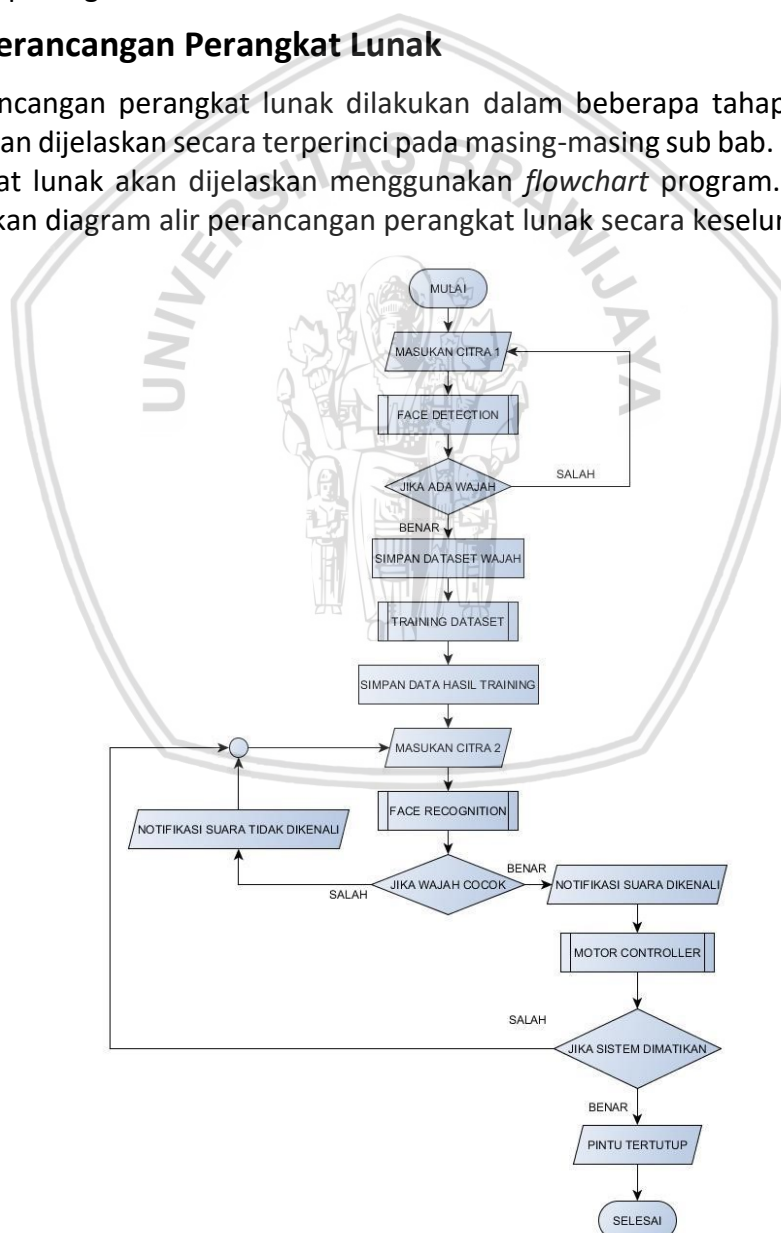 erancangan Perangkat Lunak
ncangan perangkat lunak dilakukan dalam beberapa tahap
an dijelaskan secara terperinci pada masing-masing sub bab.
at lunak akan dijelaskan menggunakan flowchart program.
kan diagram alir perancangan perangkat lunak secara keselu
UNIVERSITAS BRAWIJAYA
MULAI
MASUKAN CITRA 1
FACE DETECTION
JIKA ADA WAJAH
SALAH
BENAR
SIMPAN DATASET WAJAH
TRAINING DATASET
SIMPAN DATA HASIL TRAINING
MASUKAN CITRA 2
FACE RECOGNITION
NOTIFIKASI SUARA TIDAK DIKENALI
JIKA WAJAH COCOK
SALAH
BENAR
NOTIFIKASI SUARA DIKENALI
MOTOR CONTROLLER
SALAH
JIKA SISTEM DIMATIKAN
BENAR
PINTU TERTUTUP
SELESAI